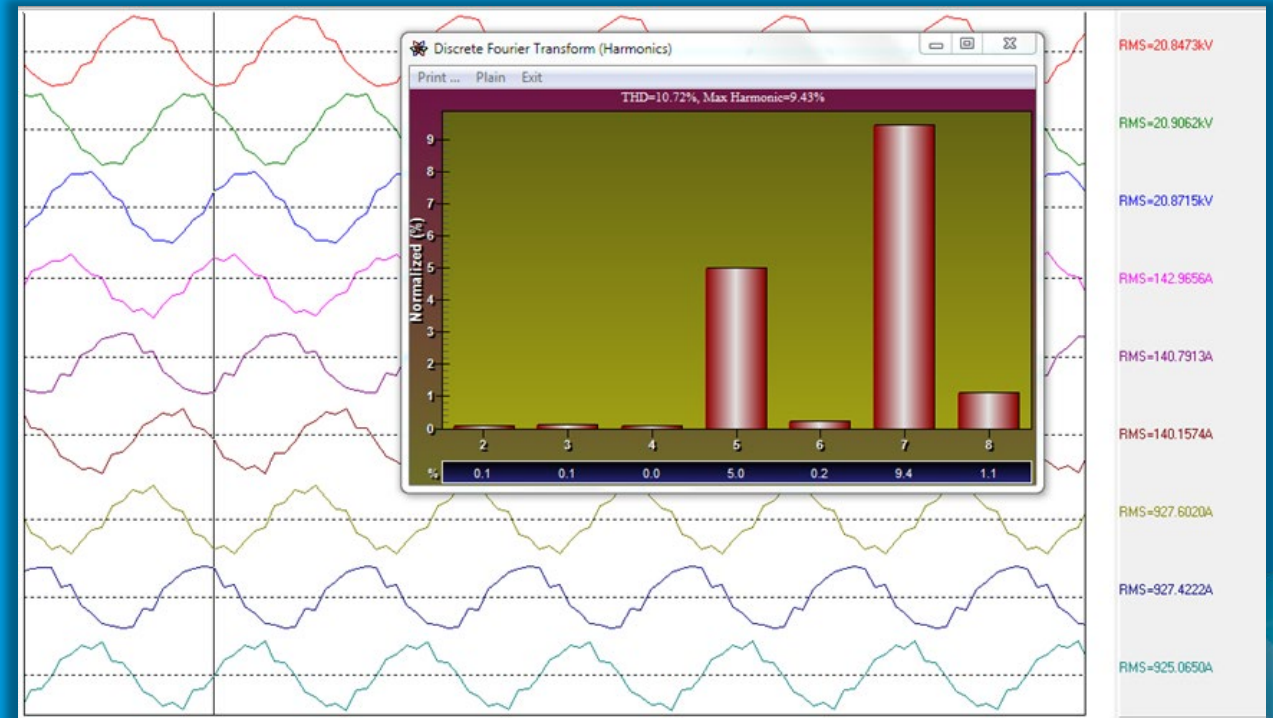 Discrete Fourier Transform (Harmonics)
Print ... Plain Exit
THD=10.72%, Max Harmonic=9.43%
Normalized (%)
9
8
7
6
5
4
3
2
1
0
2 3 4 5 6 7 8
% 0.1 0.1 0.0 5.0 0.2 9.4 1.1
RMS=20.8473kV
RMS=20.9062kV
RMS=20.8715kV
RMS=142.9656A
RMS=140.7913A
RMS=140.1574A
RMS=927.6020A
RMS=927.4222A
RMS=925.0650A